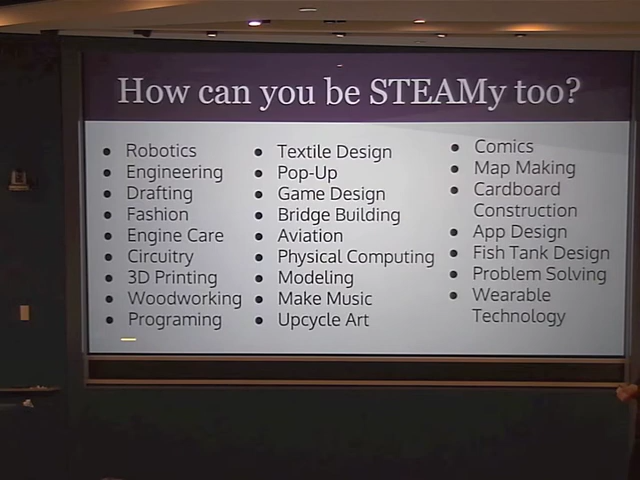 How can you be STEAMy too?
● Robotics
● Engineering
● Drafting
● Fashion
● Engine Care
● Circuitry
● 3D Printing
● Woodworking
● Programing
● Textile Design
● Pop-Up
● Game Design
● Bridge Building
● Aviation
● Physical Computing
● Modeling
● Make Music
● Upcycle Art
● Comics
● Map Making
● Cardboard
Construction
● App Design
● Fish Tank Design
● Problem Solving
● Wearable
Technology